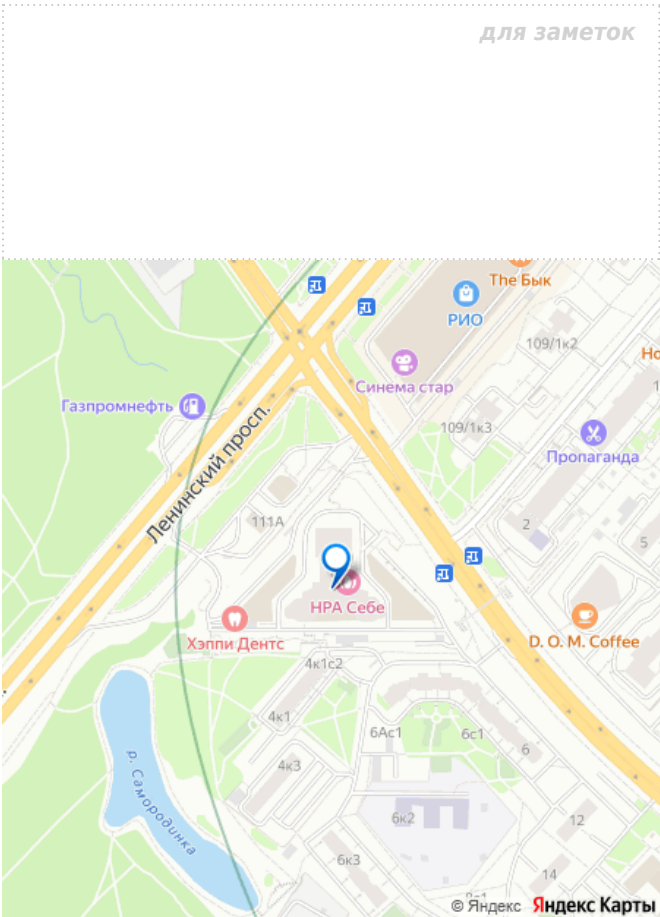 для заметок
The Бык
РИО
109/1к2
Но
Синема стар
Газпромнефть
109/1к3
Ленинский просп.
Пропаганда
111А
2
5
НРА Себе
Хэппи Дентс
D. O. M. Coffee
4к1с2
4к1
6Ас1
6с1
6
4к3
р. Самородинка
6к2
12
6к3
14
© Яндекс Яндекс Карты